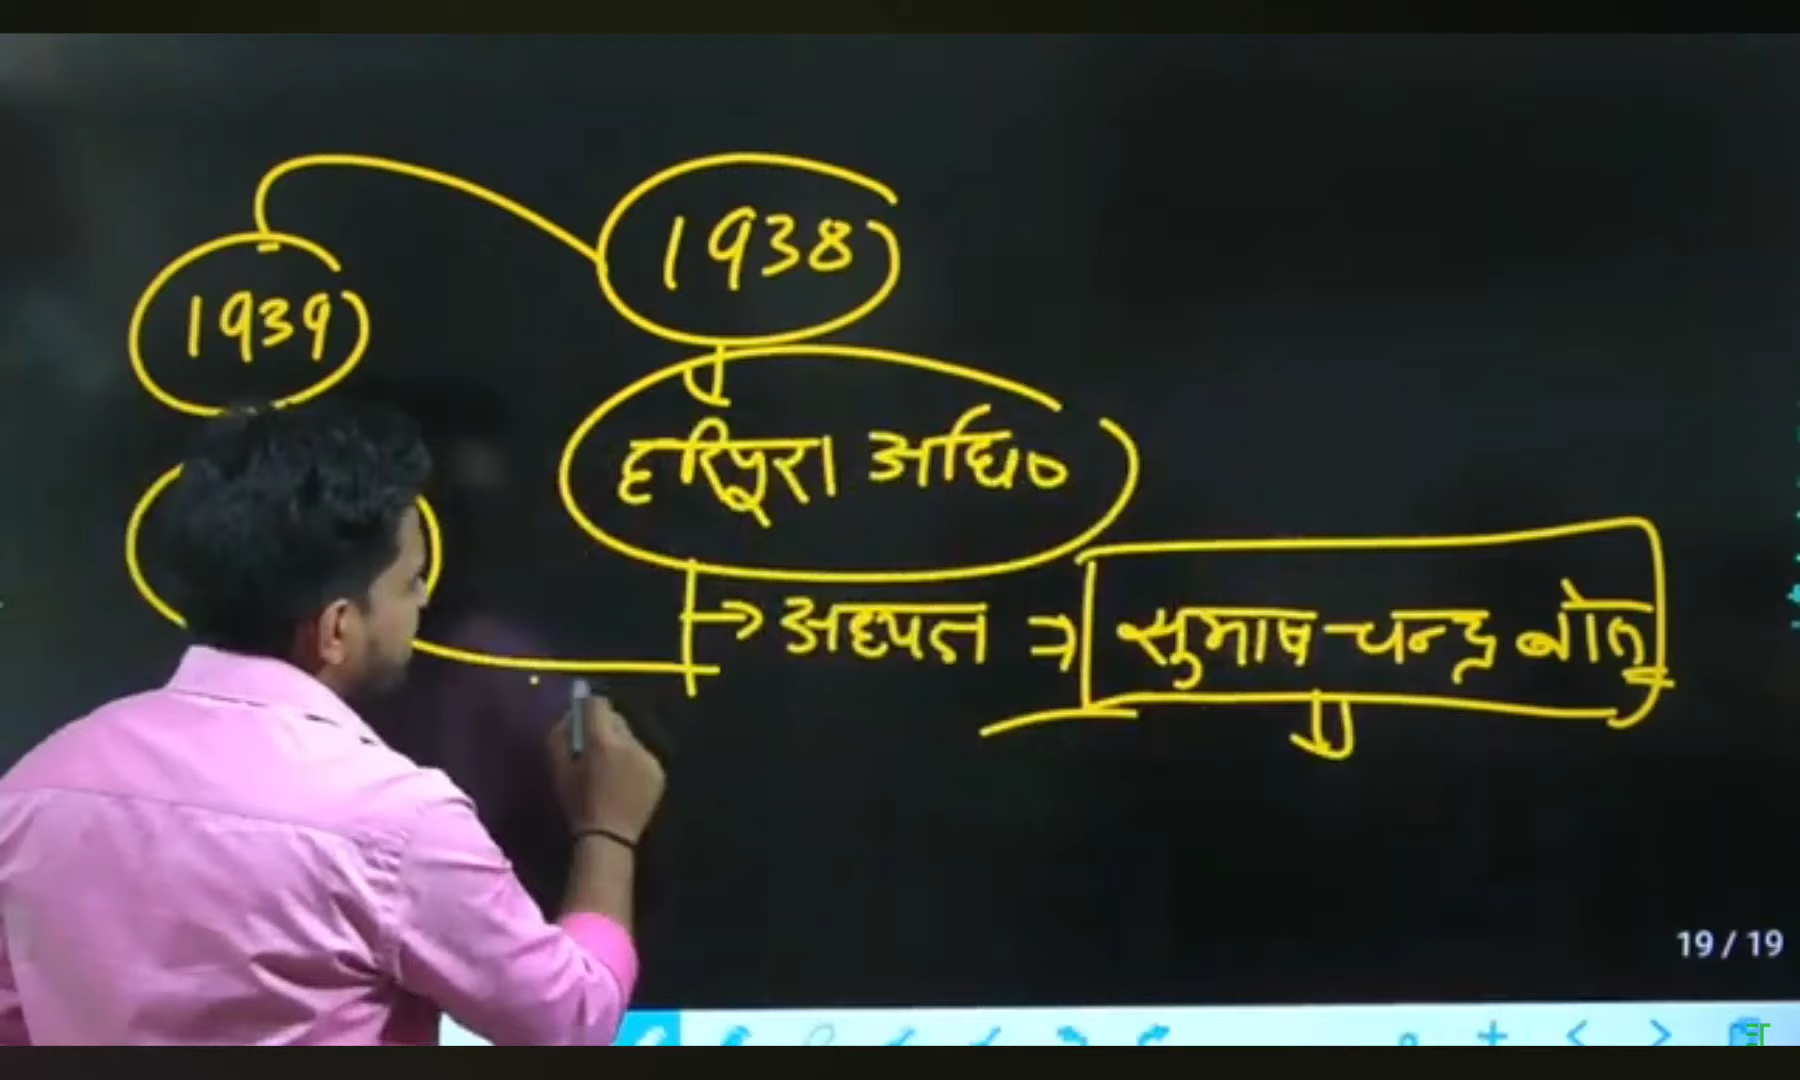 1938
1939
हरिपुरा अधि०
→ अध्यक्ष ⇒ सुभाष चन्द्र बोस
19 / 19